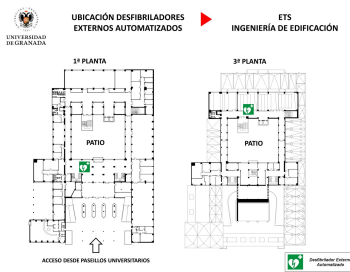 UBICACIÓN DESFIBRILADORES
EXTERNOS AUTOMATIZADOS
ETS
INGENIERÍA DE EDIFICACIÓN
UNIVERSIDAD
DE GRANADA
1ª PLANTA
3ª PLANTA
PATIO
PATIO
ACCESO DESDE PASILLOS UNIVERSITARIOS
Desfibrilador Externo
Automatizado